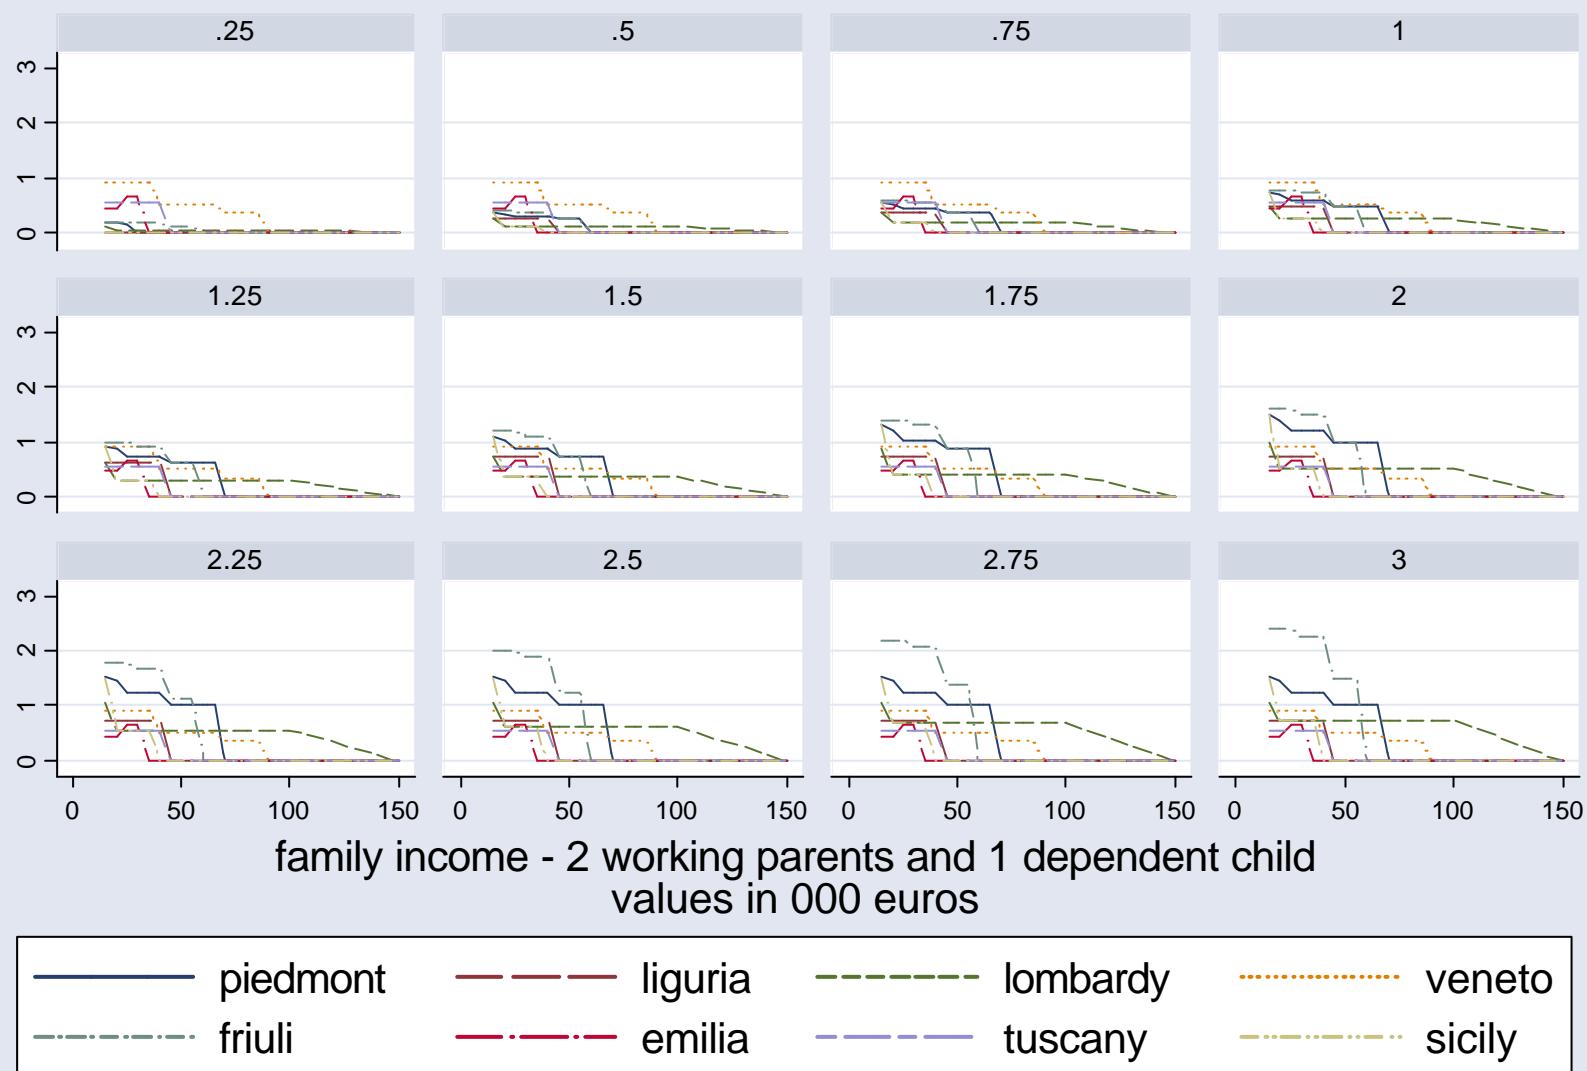 .25 .5 .75 1
3
2
1
0
1.25 1.5 1.75 2
3
2
1
0
2.25 2.5 2.75 3
3
2
1
0
0 50 100 150 0 50 100 150 0 50 100 150 0 50 100 150
family income - 2 working parents and 1 dependent child
values in 000 euros
piedmont liguria lombardy veneto
friuli emilia tuscany sicily